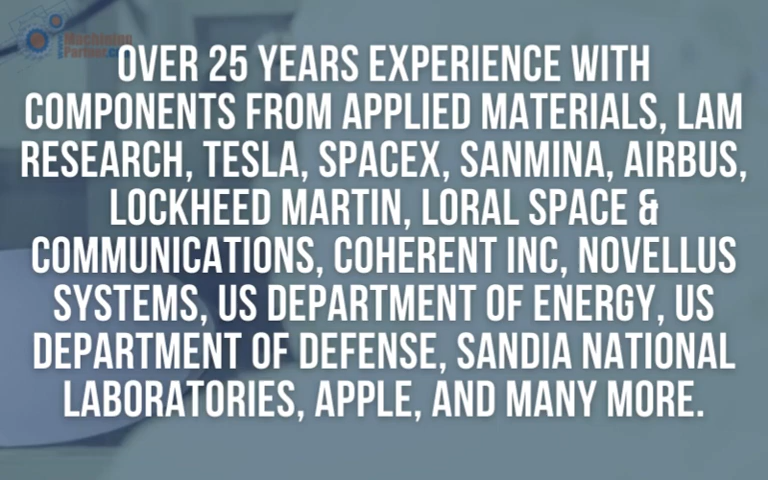 Machining
Partner.c
OVER 25 YEARS EXPERIENCE WITH
COMPONENTS FROM APPLIED MATERIALS, LAM
RESEARCH, TESLA, SPACEX, SANMINA, AIRBUS,
LOCKHEED MARTIN, LORAL SPACE &
COMMUNICATIONS, COHERENT INC, NOVELLUS
SYSTEMS, US DEPARTMENT OF ENERGY, US
DEPARTMENT OF DEFENSE, SANDIA NATIONAL
LABORATORIES, APPLE, AND MANY MORE.